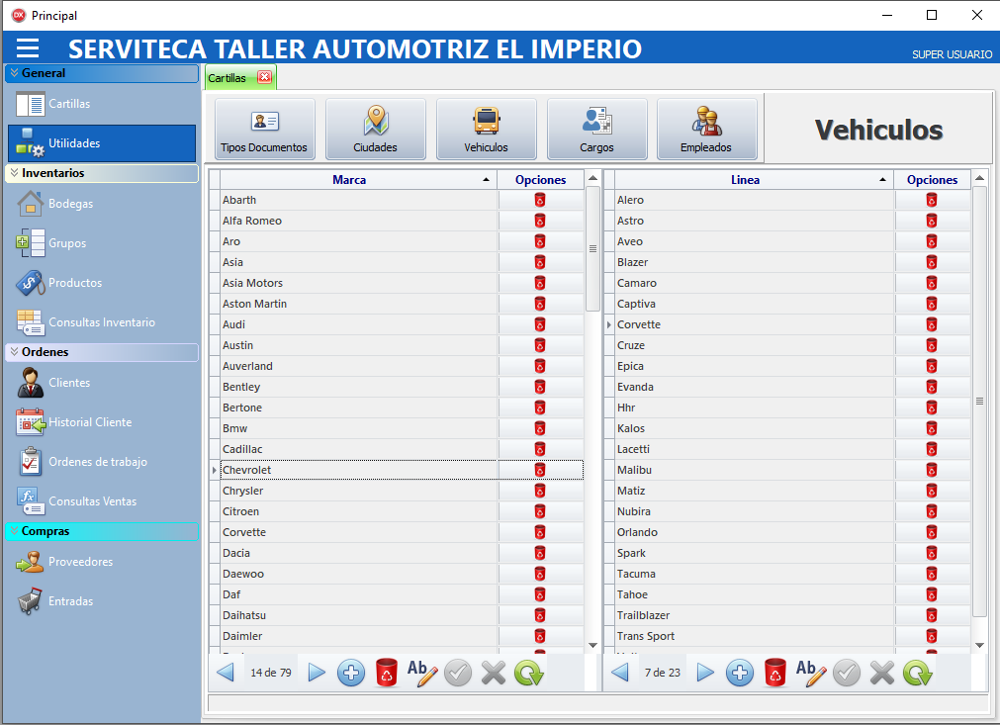 Principal
SERVITECA TALLER AUTOMOTRIZ EL IMPERIO
SUPER USUARIO
General
Cartillas
Utilidades
Inventarios
Bodegas
Grupos
Productos
Consultas Inventario
Ordenes
Clientes
Historial Cliente
Ordenes de trabajo
Consultas Ventas
Compras
Proveedores
Entradas
Cartillas
Tipos Documentos
Ciudades
Vehiculos
Cargos
Empleados
Vehiculos
Marca Opciones
Abarth
Alfa Romeo
Aro
Asia
Asia Motors
Aston Martin
Audi
Austin
Auverland
Bentley
Bertone
Bmw
Cadillac
Chevrolet
Chrysler
Citroen
Corvette
Dacia
Daewoo
Daf
Daihatsu
Daimler
14 de 79
Ab
Linea Opciones
Alero
Astro
Aveo
Blazer
Camaro
Captiva
Corvette
Cruze
Epica
Evanda
Hhr
Kalos
Lacetti
Malibu
Matiz
Nubira
Orlando
Spark
Tacuma
Tahoe
Trailblazer
Trans Sport
7 de 23
Ab